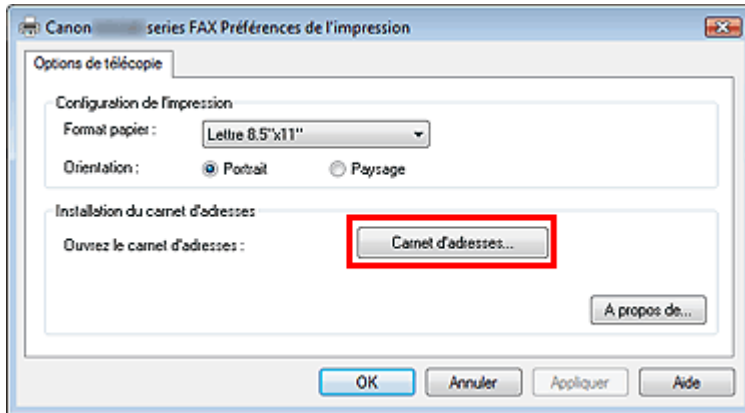 Canon series FAX Préférences de l'impression
Options de télécopie
Configuration de l'impression
Format papier : Lettre 8.5"x11"
Orientation : Portrait Paysage
Installation du carnet d'adresses
Ouvrez le carnet d'adresses : Carnet d'adresses...
A propos de...
OK Annuler Appliquer Aide